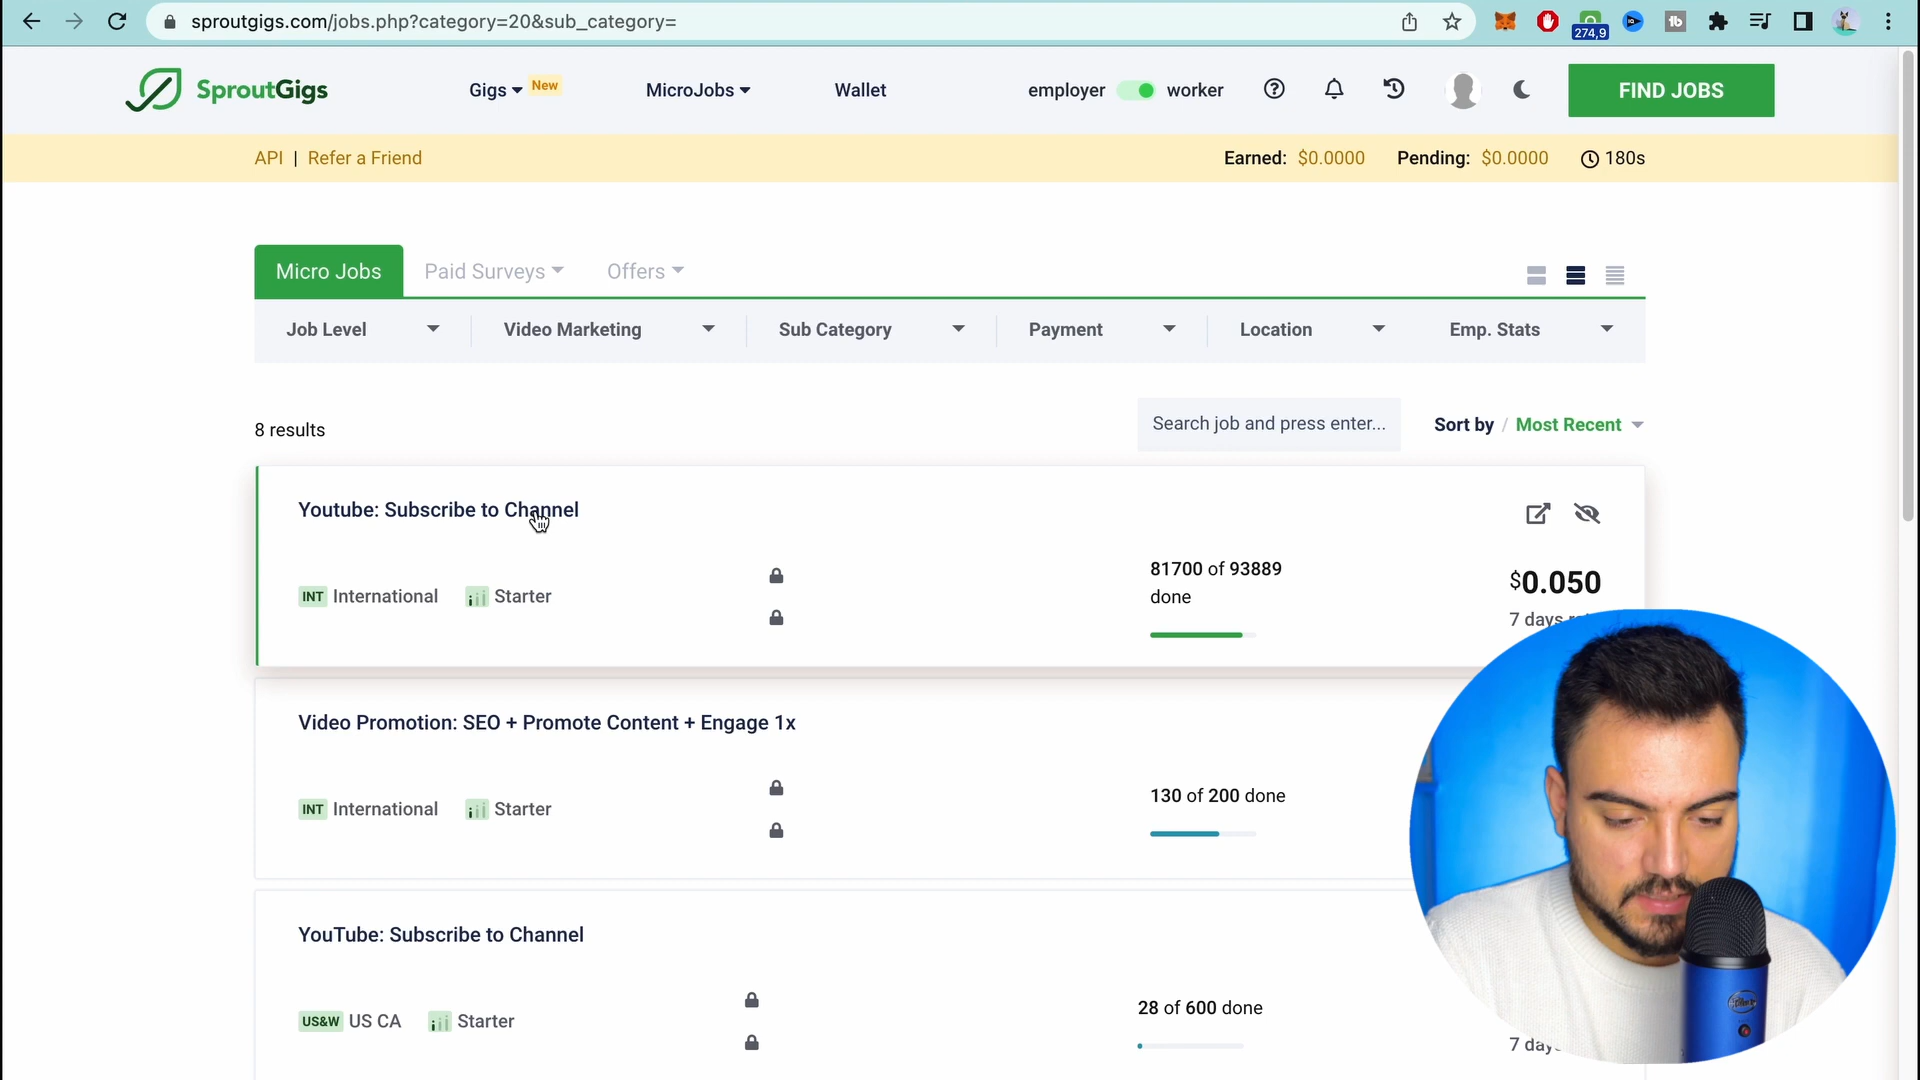 sproutgigs.com/jobs.php?category=20&sub_category=
274,9
SproutGigs
Gigs New MicroJobs Wallet employer worker FIND JOBS
API | Refer a Friend Earned: $0.0000 Pending: $0.0000 180s
Micro Jobs Paid Surveys Offers
Job Level Video Marketing Sub Category Payment Location Emp. Stats
8 results Search job and press enter... Sort by / Most Recent
Youtube: Subscribe to Channel
INT International Starter 81700 of 93889
done
$0.050
7 days
Video Promotion: SEO + Promote Content + Engage 1x
INT International Starter 130 of 200 done
YouTube: Subscribe to Channel
US&W US CA Starter 28 of 600 done
7 days